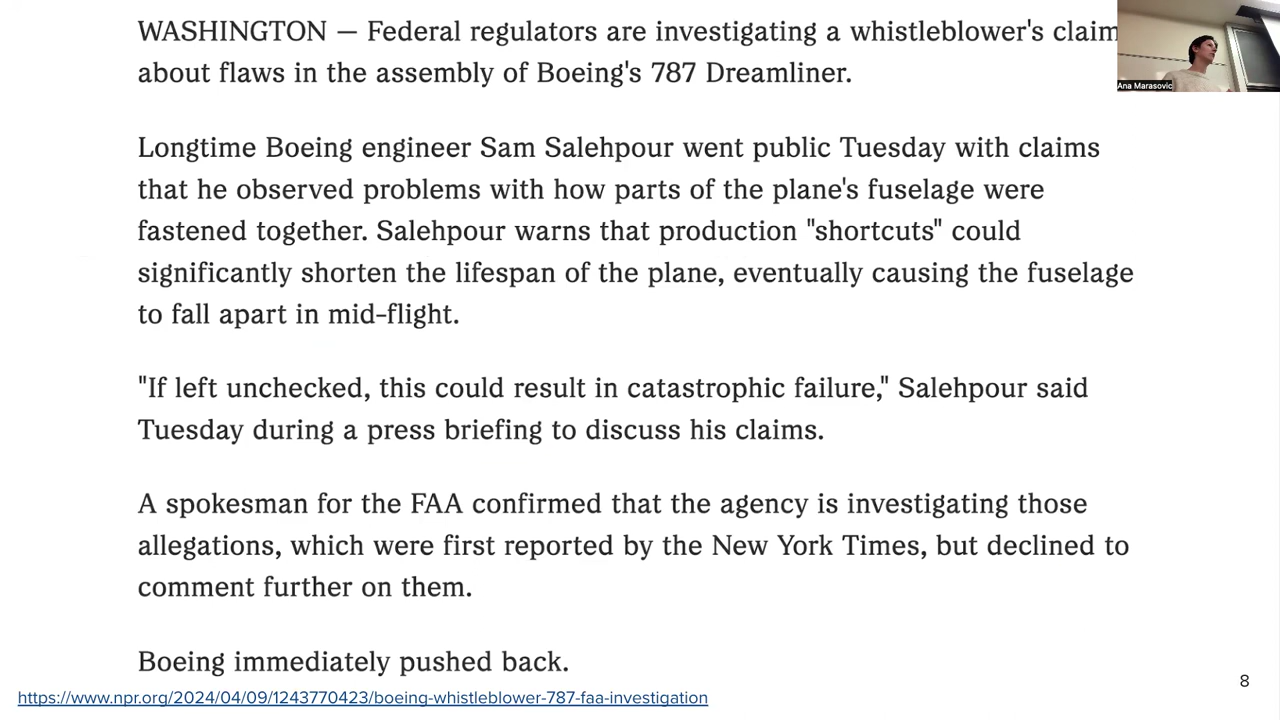 WASHINGTON — Federal regulators are investigating a whistleblower's claim
about flaws in the assembly of Boeing's 787 Dreamliner.
Ana Marasovic
Longtime Boeing engineer Sam Salehpour went public Tuesday with claims
that he observed problems with how parts of the plane's fuselage were
fastened together. Salehpour warns that production "shortcuts" could
significantly shorten the lifespan of the plane, eventually causing the fuselage
to fall apart in mid-flight.
"If left unchecked, this could result in catastrophic failure," Salehpour said
Tuesday during a press briefing to discuss his claims.
A spokesman for the FAA confirmed that the agency is investigating those
allegations, which were first reported by the New York Times, but declined to
comment further on them.
Boeing immediately pushed back.
8
https://www.npr.org/2024/04/09/1243770423/boeing-whistleblower-787-faa-investigation